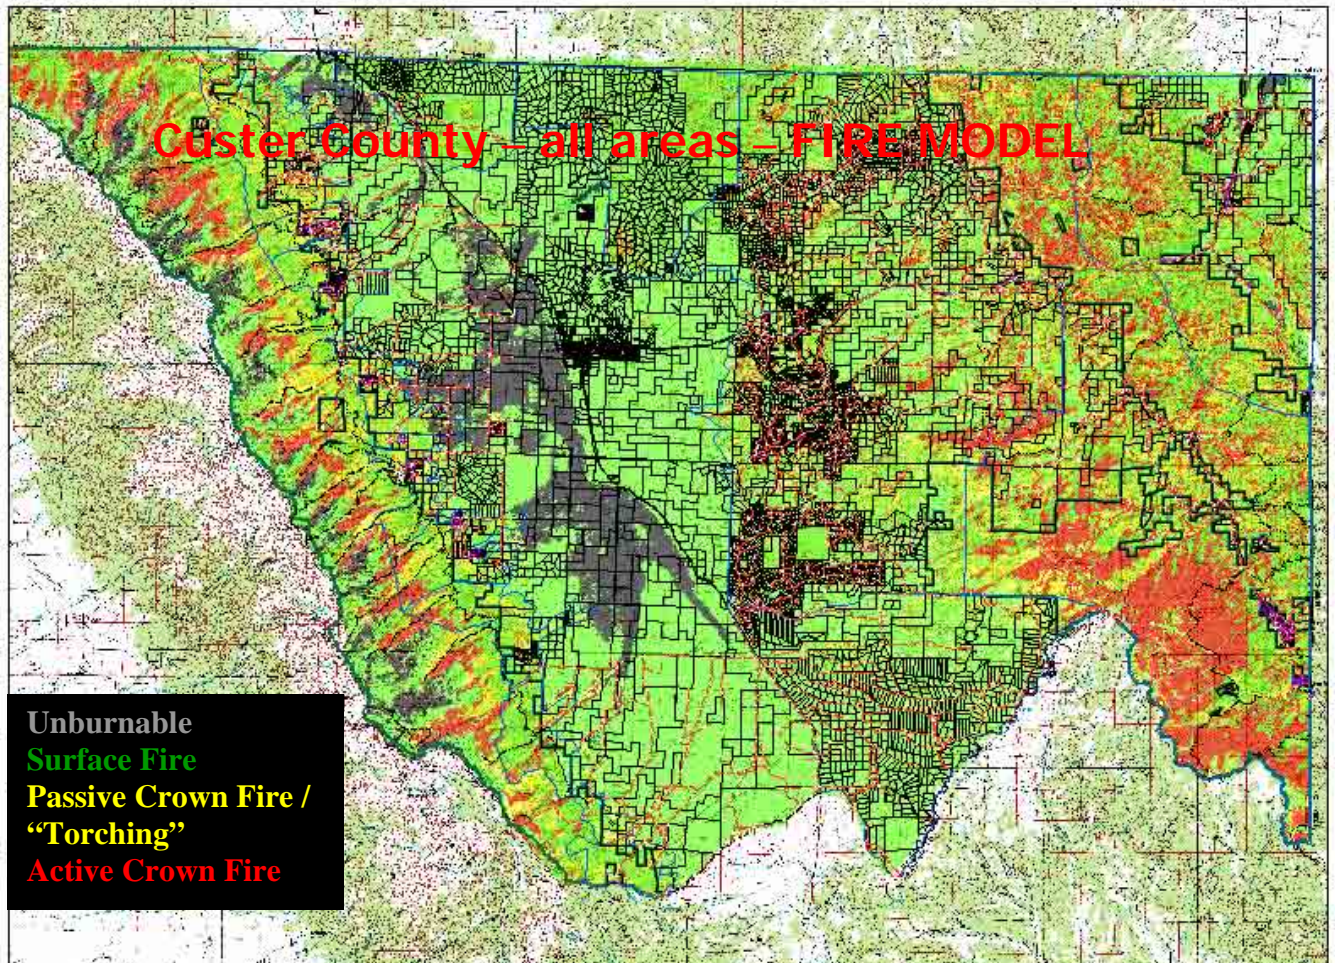 Custer County – all areas – FIRE MODEL
Unburnable
Surface Fire
Passive Crown Fire /
“Torching”
Active Crown Fire